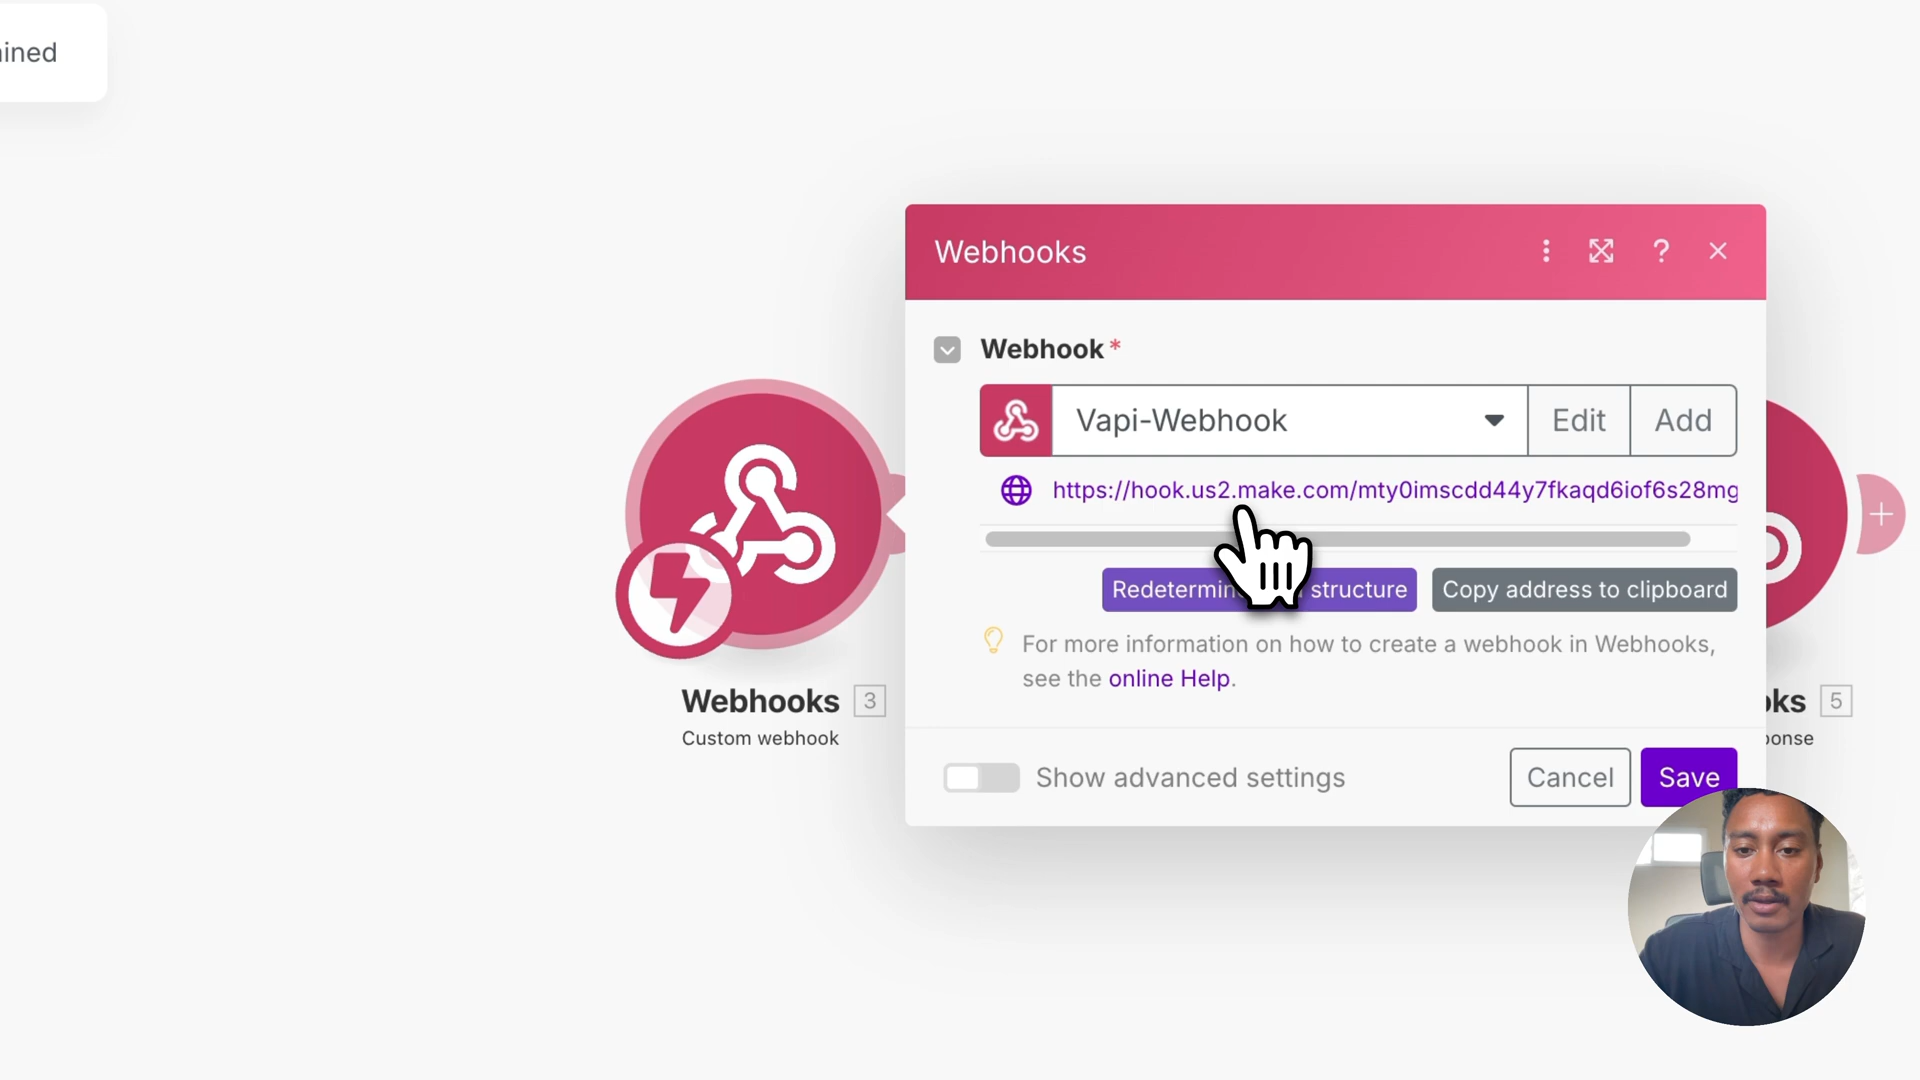 ined
Webhooks
Webhook *
Vapi-Webhook
Edit
Add
https://hook.us2.make.com/mty0imscdd44y7fkaqd6iof6s28mg
structure
Copy address to clipboard
For more information on how to create a webhook in Webhooks,
see the online Help.
Show advanced settings
Cancel
Save
Webhooks 3
Custom webhook
ks 5
onse